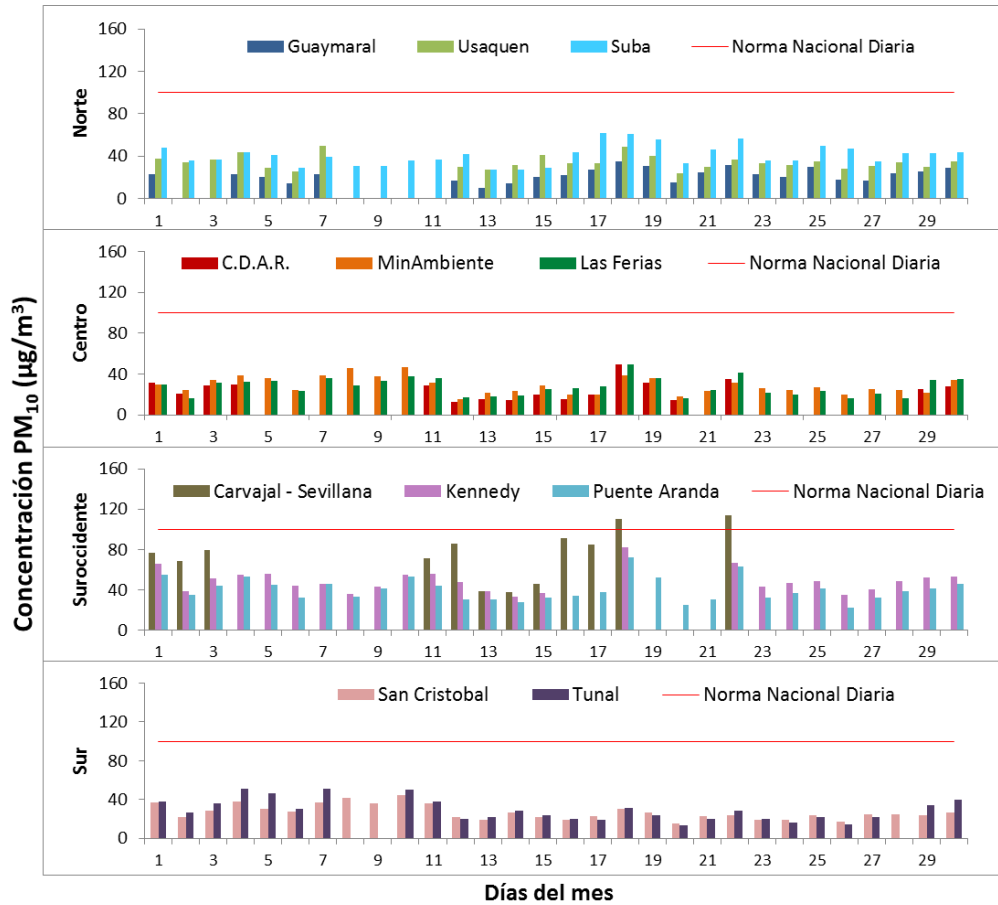 Concentración PM10 (µg/m³)
Norte
160
120
80
40
0
Guaymaral Usaquen Suba Norma Nacional Diaria
1 3 5 7 9 11 13 15 17 19 21 23 25 27 29
Centro
160
120
80
40
0
C.D.A.R. MinAmbiente Las Ferias Norma Nacional Diaria
1 3 5 7 9 11 13 15 17 19 21 23 25 27 29
Suroccidente
160
120
80
40
0
Carvajal - Sevillana Kennedy Puente Aranda Norma Nacional Diaria
1 3 5 7 9 11 13 15 17 19 21 23 25 27 29
Sur
160
120
80
40
0
San Cristobal Tunal Norma Nacional Diaria
1 3 5 7 9 11 13 15 17 19 21 23 25 27 29
Días del mes